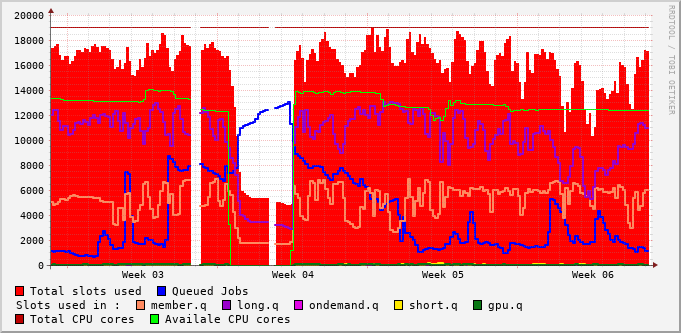 20000
18000
16000
14000
12000
10000
8000
6000
4000
2000
0
Week 03 Week 04 Week 05 Week 06
Total slots used Queued Jobs
Slots used in : member.q long.q ondemand.q short.q gpu.q
Total CPU cores Availale CPU cores
RRDTOOL / TOBI OETIKER